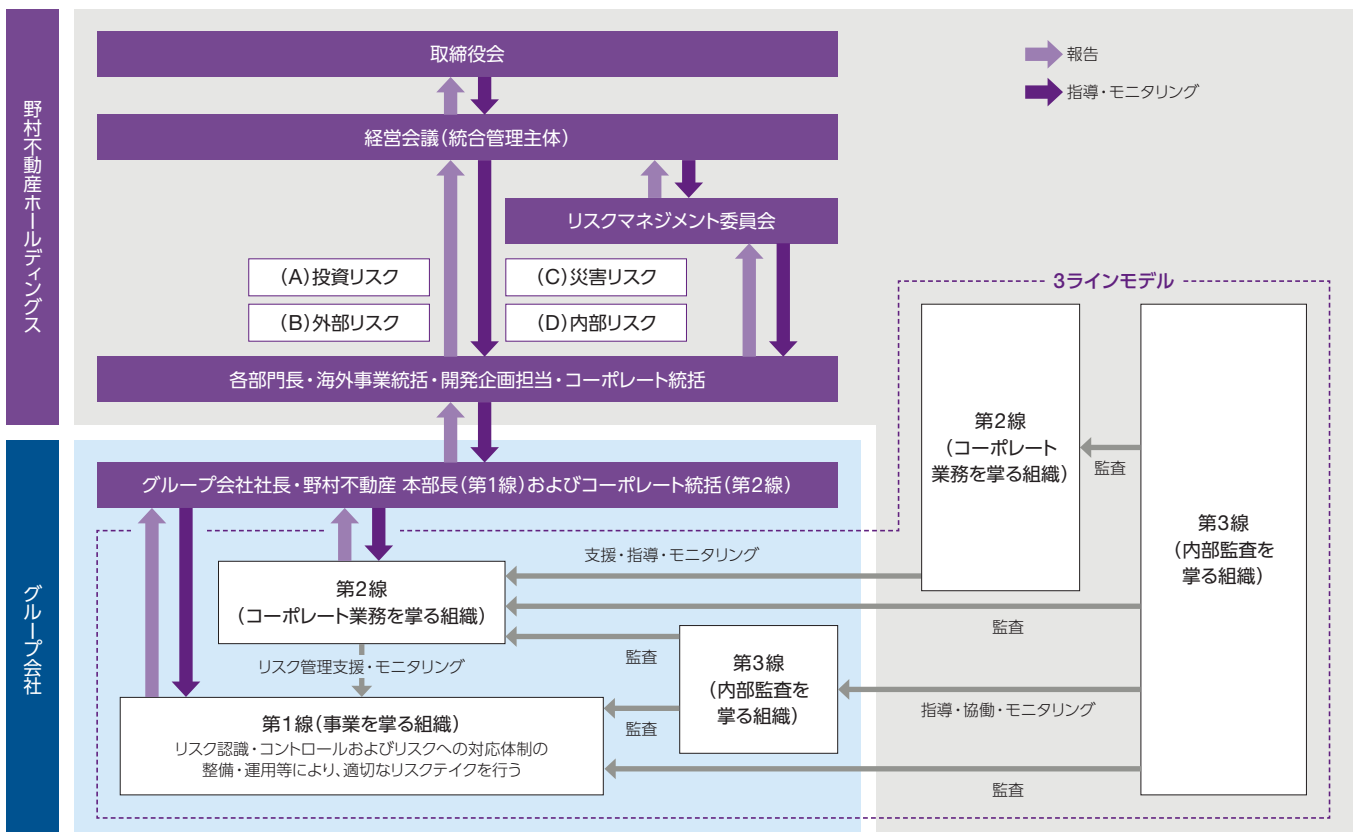 野村不動産ホールディングス
取締役会
報告
指導・モニタリング
経営会議(統合管理主体)
リスクマネジメント委員会
(A)投資リスク
(C)災害リスク
(B)外部リスク
(D)内部リスク
各部門長・海外事業統括・開発企画担当・コーポレート統括
3ラインモデル
第2線
(コーポレート
業務を掌る組織)
監査
第3線
(内部監査を
掌る組織)
グループ会社
グループ会社社長・野村不動産 本部長(第1線)およびコーポレート統括(第2線)
支援・指導・モニタリング
第2線
(コーポレート業務を掌る組織)
監査
監査
リスク管理支援・モニタリング
第3線
(内部監査を
掌る組織)
指導・協働・モニタリング
監査
第1線(事業を掌る組織)
リスク認識・コントロールおよびリスクへの対応体制の
整備・運用等により、適切なリスクテイクを行う
監査